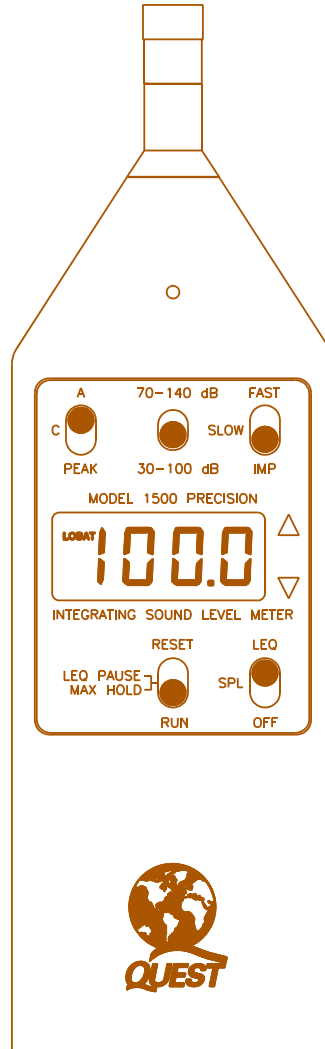 A 70-140 dB FAST
C SLOW
PEAK 30-100 dB IMP
MODEL 1500 PRECISION
LOBAT 100.0
INTEGRATING SOUND LEVEL METER
RESET LEQ
LEQ PAUSE SPL
MAX HOLD
RUN OFF
QUEST